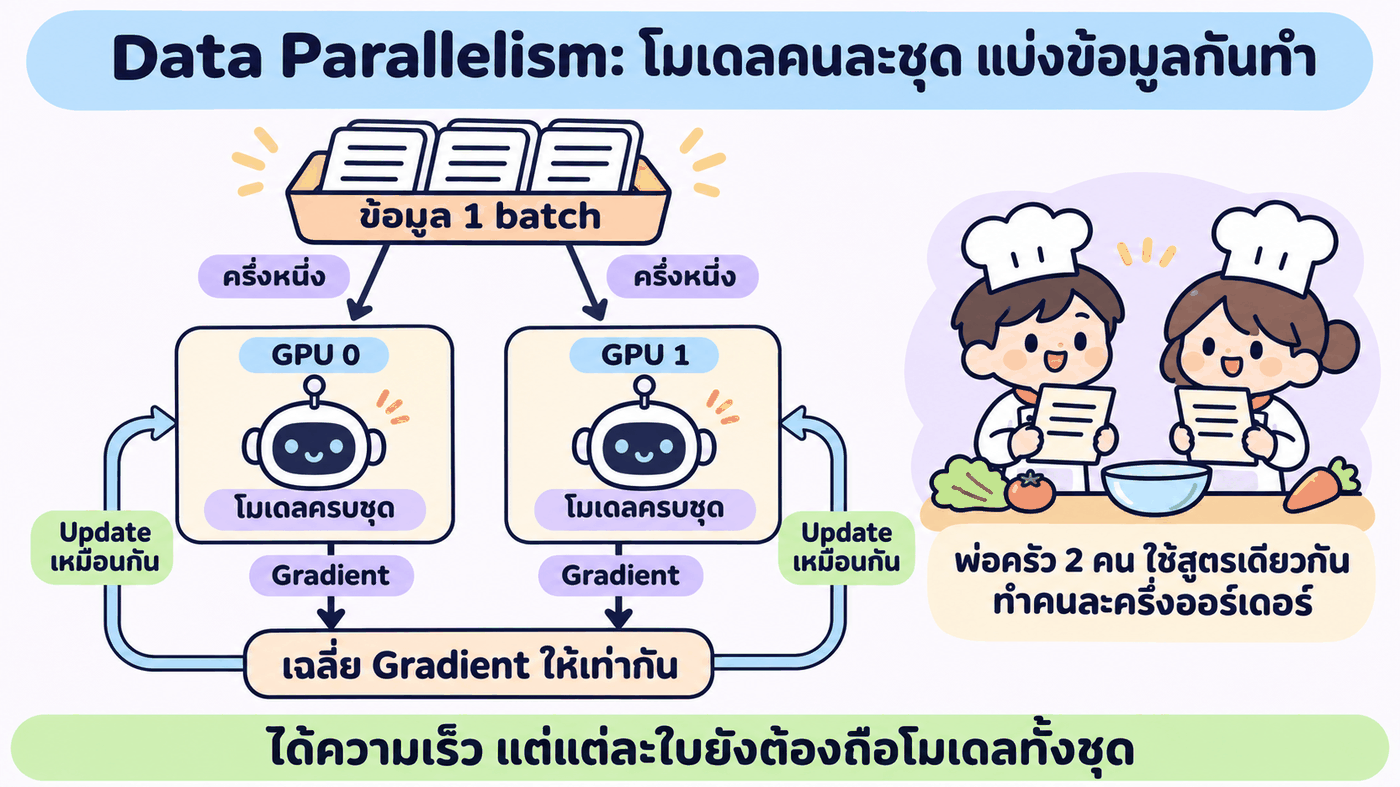 Data Parallelism: โมเดลคนละชุด แบ่งข้อมูลกันทำ
ข้อมูล 1 batch
ครึ่งหนึ่ง
ครึ่งหนึ่ง
GPU 0
GPU 1
โมเดลครบชุด
โมเดลครบชุด
Update
เหมือนกัน
Update
เหมือนกัน
Gradient
Gradient
เฉลี่ย Gradient ให้เท่ากัน
พ่อครัว 2 คน ใช้สูตรเดียวกัน
ทำคนละครึ่งออร์เดอร์
ได้ความเร็ว แต่แต่ละใบยังต้องถือโมเดลทั้งชุด